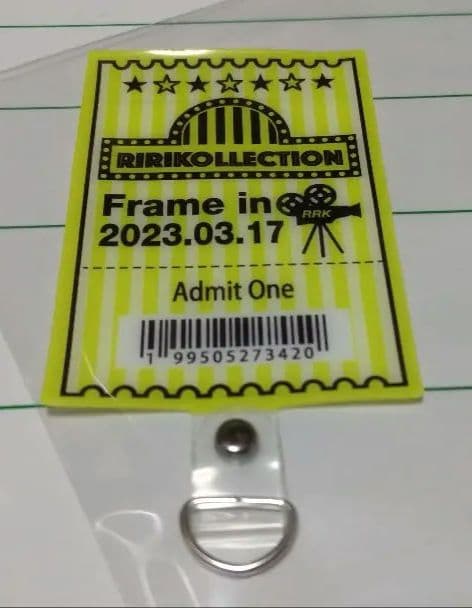 RIRIKOLLECTION
Frame in
RRK
2023.03.17
Admit One
1 99505273420